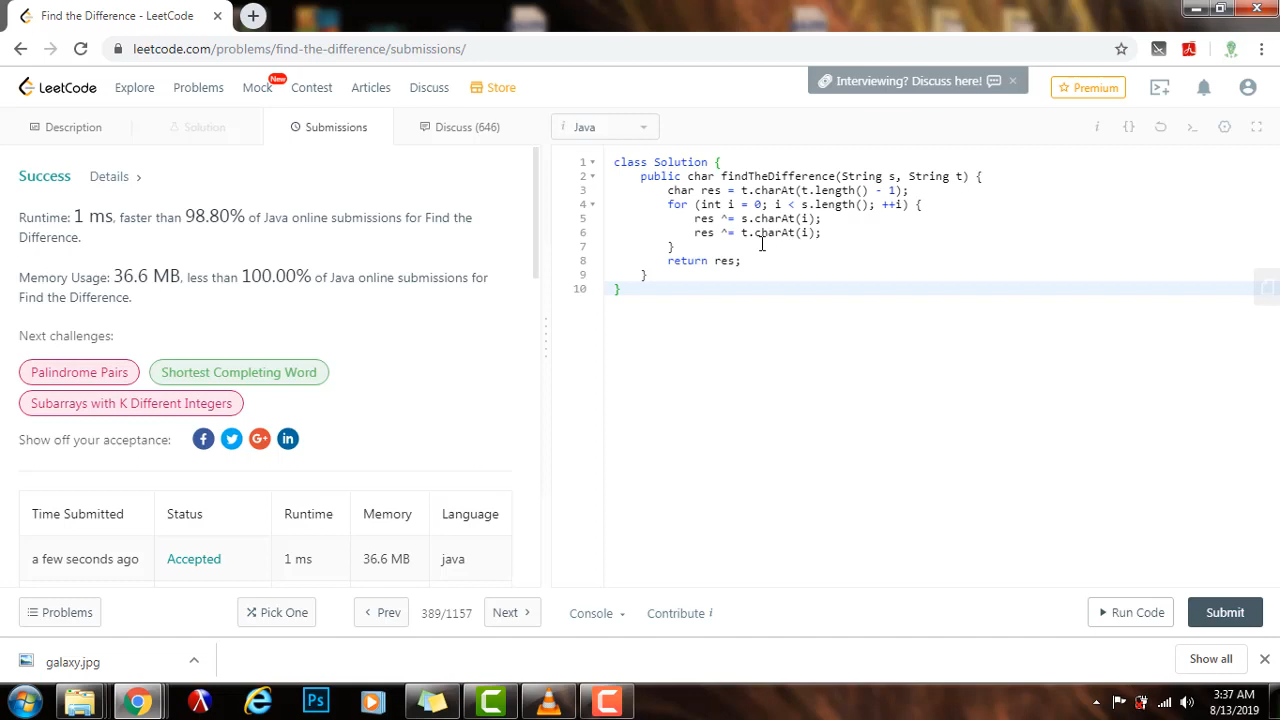 Find the Difference - LeetCode
leetcode.com/problems/find-the-difference/submissions/
LeetCode
Explore
Problems
Mock
New
Contest
Articles
Discuss
Store
Interviewing? Discuss here!
Premium
Description
Solution
Submissions
Discuss (646)
Java
Success
Details
Runtime: 1 ms, faster than 98.80% of Java online submissions for Find the
Difference.
Memory Usage: 36.6 MB, less than 100.00% of Java online submissions for
Find the Difference.
Next challenges:
Palindrome Pairs
Shortest Completing Word
Subarrays with K Different Integers
Show off your acceptance:
Time Submitted Status Runtime Memory Language
a few seconds ago Accepted 1 ms 36.6 MB java
1 class Solution {
2 public char findTheDifference(String s, String t) {
3 char res = t.charAt(t.length() - 1);
4 for (int i = 0; i < s.length(); ++i) {
5 res ^= s.charAt(i);
6 res ^= t.charAt(i);
7 }
8 return res;
9 }
10 }
Problems
Pick One
Prev
389/1157
Next
Console
Contribute
Run Code
Submit
galaxy.jpg
Show all
Ps
3:37 AM
8/13/2019